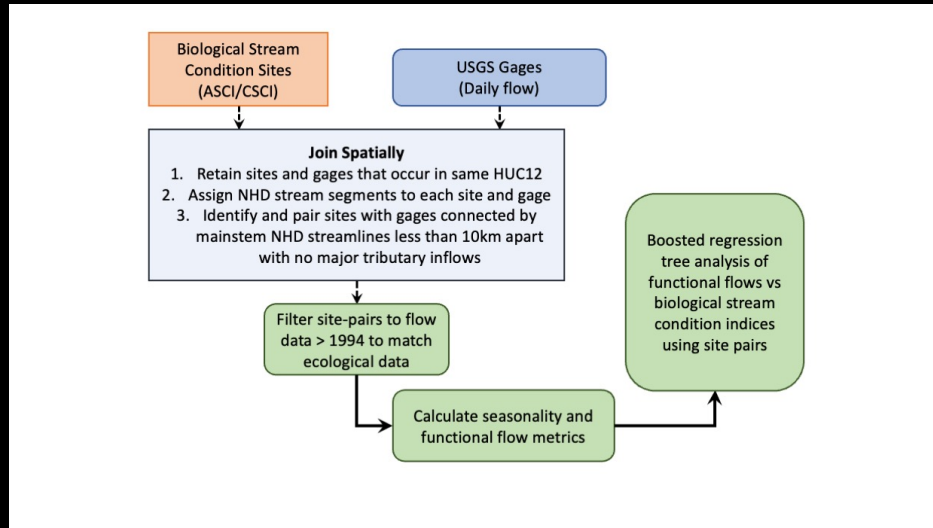 Biological Stream
Condition Sites
(ASCI/CSCI)
USGS Gages
(Daily flow)
Join Spatially
1. Retain sites and gages that occur in same HUC12
2. Assign NHD stream segments to each site and gage
3. Identify and pair sites with gages connected by
mainstem NHD streamlines less than 10km apart
with no major tributary inflows
Filter site-pairs to flow
data > 1994 to match
ecological data
Calculate seasonality and
functional flow metrics
Boosted regression
tree analysis of
functional flows vs
biological stream
condition indices
using site pairs